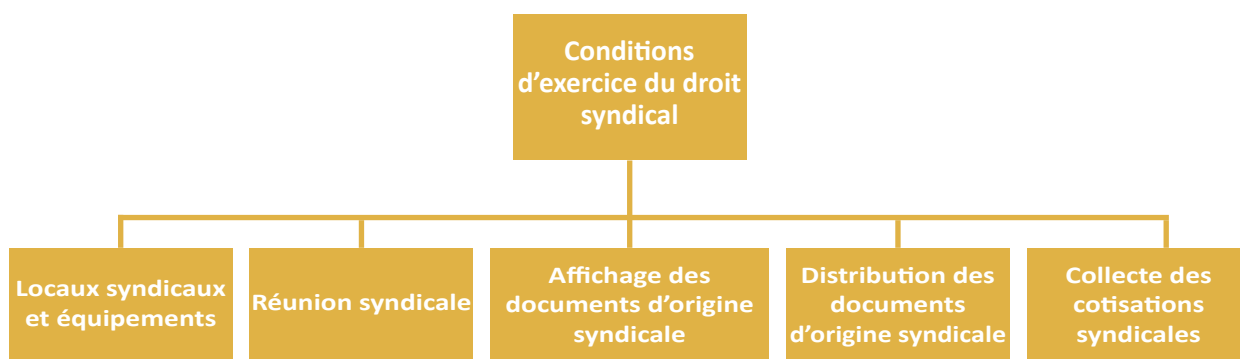 Conditions
d’exercice du droit
syndical
Locaux syndicaux
et équipements
Réunion syndicale
Affichage des
documents d’origine
syndicale
Distribution des
documents
d’origine syndicale
Collecte des
cotisations
syndicales